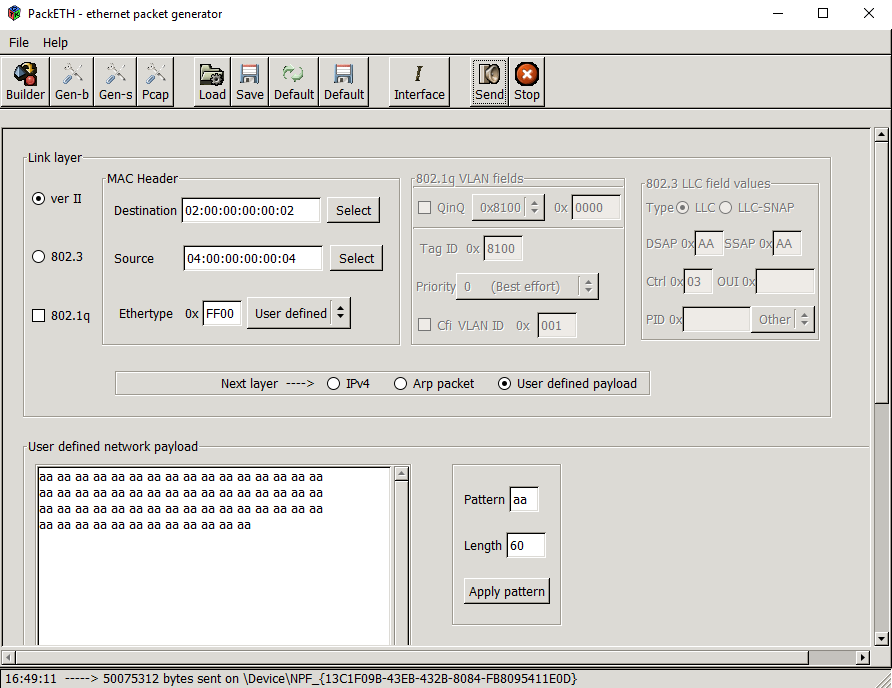 PackETH - ethernet packet generator
File Help
Builder Gen-b Gen-s Pcap Load Save Default Default Interface Send Stop
Link layer
ver II
802.3
802.1q
MAC Header
Destination 02:00:00:00:00:02 Select
Source 04:00:00:00:00:04 Select
Ethertype 0x FF00 User defined
802.1q VLAN fields
QinQ 0x8100 0x 0000
Tag ID 0x 8100
Priority 0 (Best effort)
Cfi VLAN ID 0x 001
802.3 LLC field values
Type LLC LLC-SNAP
DSAP 0x AA SSAP 0x AA
Ctrl 0x 03 OUI 0x
PID 0x Other
Next layer ----> IPv4 Arp packet User defined payload
User defined network payload
aa aa aa aa aa aa aa aa aa aa aa aa aa aa aa aa
aa aa aa aa aa aa aa aa aa aa aa aa aa aa aa aa
aa aa aa aa aa aa aa aa aa aa aa aa aa aa aa aa
aa aa aa aa aa aa aa aa aa aa aa aa
Pattern aa
Length 60
Apply pattern
16:49:11 -----> 50075312 bytes sent on \Device\NPF_{13C1F09B-43EB-432B-8084-FB8095411E0D}